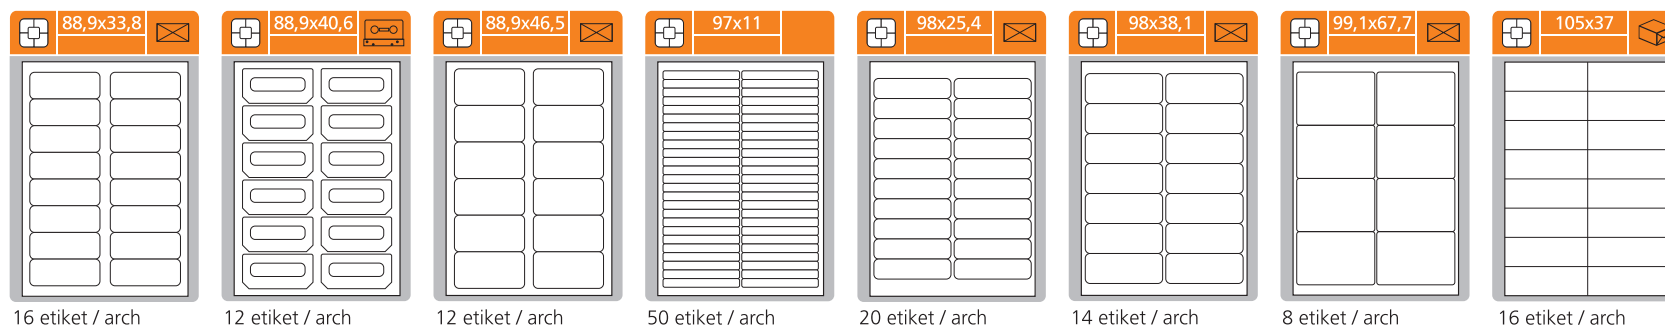 88,9x33,8
88,9x40,6
88,9x46,5
97x11
98x25,4
98x38,1
99,1x67,7
105x37
16 etiket / arch
12 etiket / arch
12 etiket / arch
50 etiket / arch
20 etiket / arch
14 etiket / arch
8 etiket / arch
16 etiket / arch